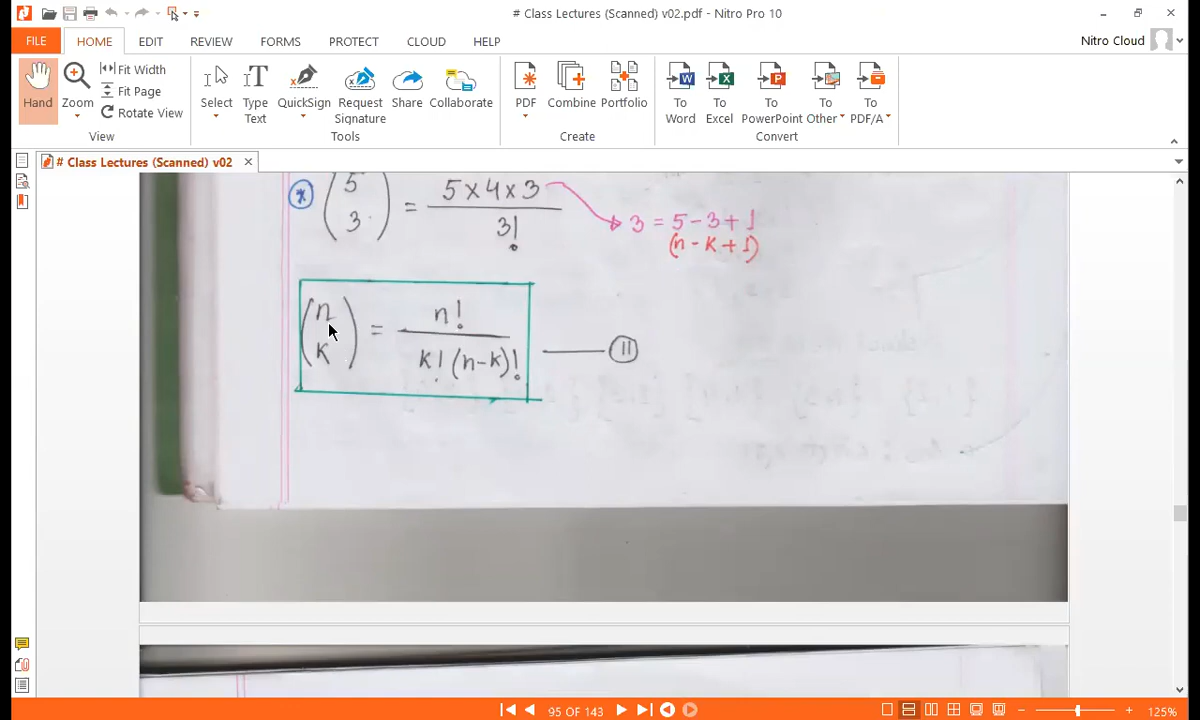 # Class Lectures (Scanned) v02.pdf - Nitro Pro 10
FILE HOME EDIT REVIEW FORMS PROTECT CLOUD HELP Nitro Cloud
Hand Zoom Fit Width Fit Page Rotate View Select Type Text QuickSign Request Signature Share Collaborate PDF Combine Portfolio To Word To Excel To PowerPoint To Other To PDF/A
View Tools Create Convert
# Class Lectures (Scanned) v02
* (5 3) = 5×4×3 / 3!
3 = 5-3+1
(n-k+1)
(n k) = n! / k!(n-k)! — 11
95 OF 143 125%